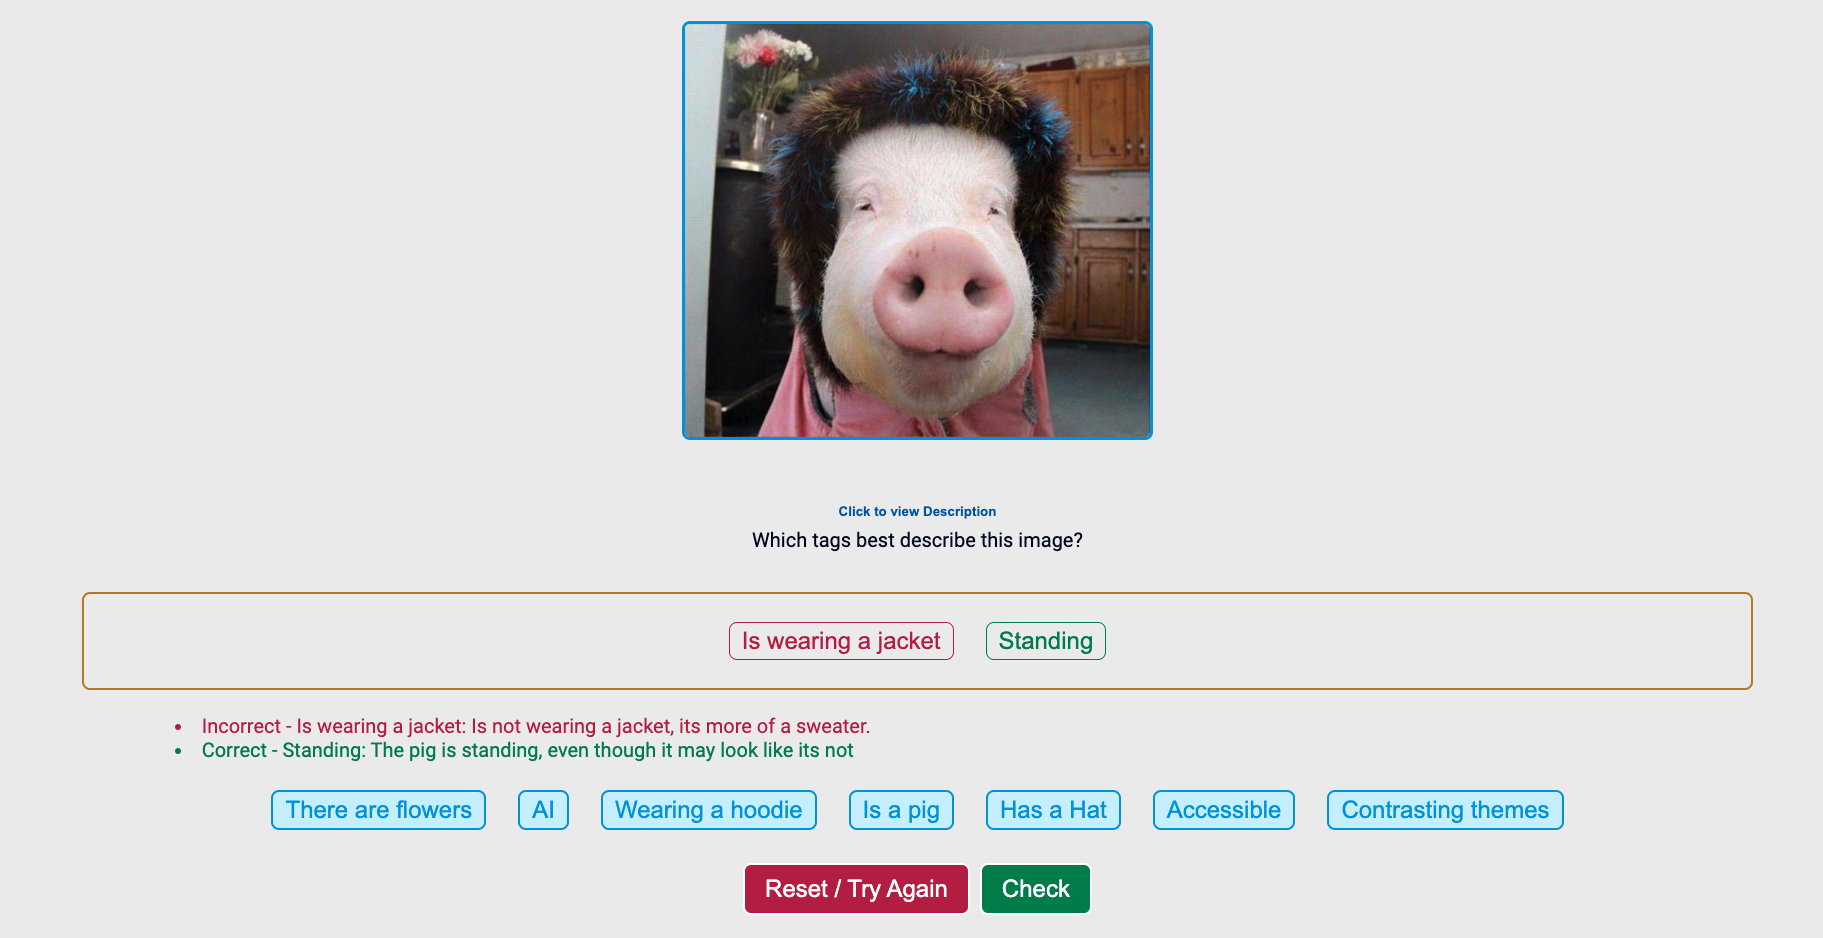 Click to view Description
Which tags best describe this image?
Is wearing a jacket Standing
Incorrect - Is wearing a jacket: Is not wearing a jacket, its more of a sweater.
Correct - Standing: The pig is standing, even though it may look like its not
There are flowers AI Wearing a hoodie Is a pig Has a Hat Accessible Contrasting themes
Reset / Try Again Check